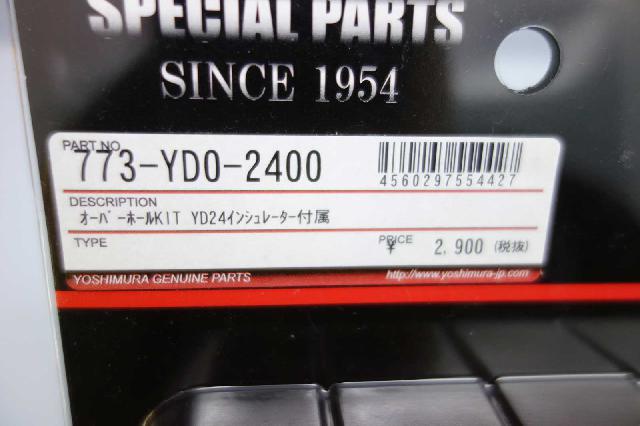 SPECIAL PARTS
SINCE 1954
PART NO
773-YD0-2400
4560297554427
DESCRIPTION
ｵｰﾊﾞｰﾎｰﾙKIT YD24ｲﾝｼｭﾚｰﾀｰ付属
TYPE
PRICE
¥ 2,900 (税抜)
YOSHIMURA GENUINE PARTS
http://www.yoshimura-jp.com